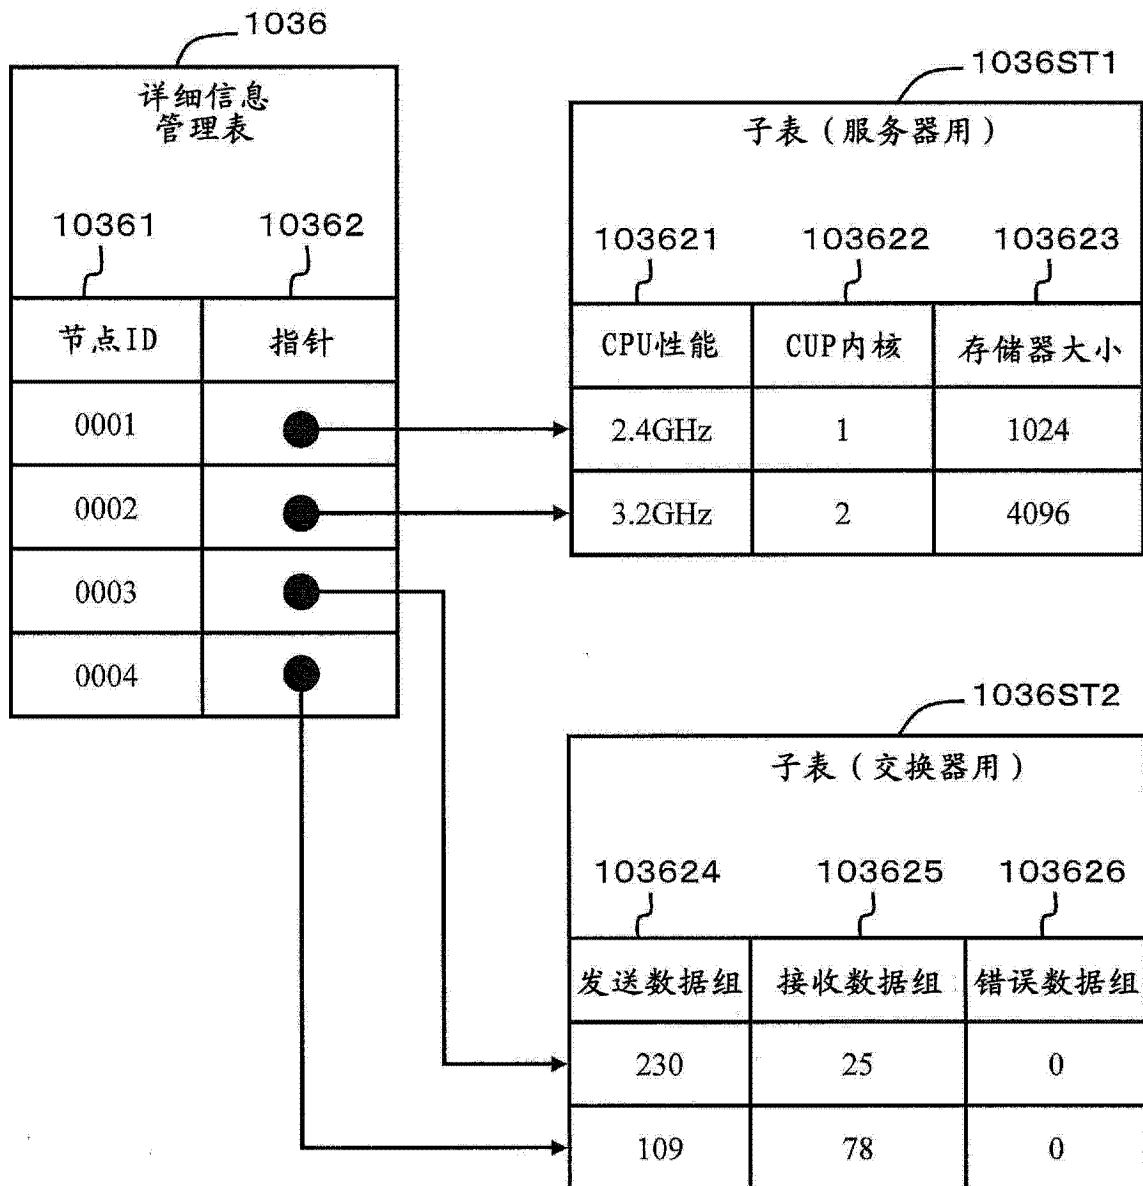 1036
详细信息
管理表
10361 10362
节点ID 指针
0001
0002
0003
0004
1036ST1
子表（服务器用）
103621 103622 103623
CPU性能 CUP内核 存储器大小
2.4GHz 1 1024
3.2GHz 2 4096
1036ST2
子表（交换器用）
103624 103625 103626
发送数据组 接收数据组 错误数据组
230 25 0
109 78 0